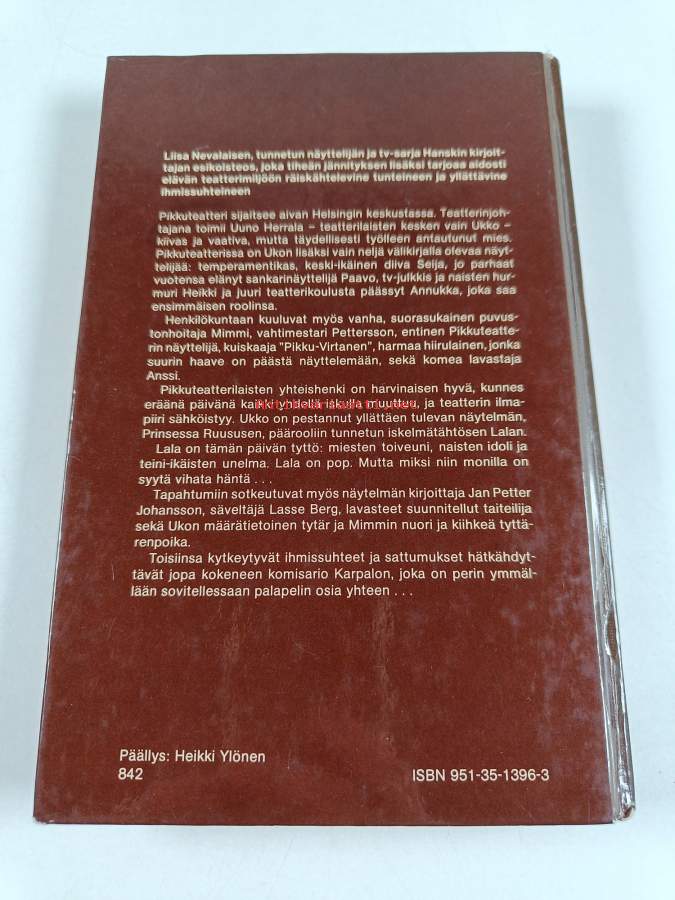 Liisa Nevalaisen, tunnetun näyttelijän ja tv-sarja Hanskin kirjoit-
tajan esikoisteos, joka tiheän jännityksen lisäksi tarjoaa aidosti
elävän teatterimiljöön räiskähtelevine tunteineen ja yllättävine
ihmissuhteineen
Pikkuteatteri sijaitsee aivan Helsingin keskustassa. Teatterinjoh-
tajana toimii Uuno Herrala – teatterilaisten kesken vain Ukko –
kiivas ja vaativa, mutta täydellisesti työlleen antautunut mies.
Pikkuteatterissa on Ukon lisäksi vain neljä välikirjalla olevaa näyt-
telijää: temperamentikas, keski-ikäinen diiva Seija, jo parhaat
vuotensa elänyt sankarinäyttelijä Paavo, tv-julkkis ja naisten hur-
muri Heikki ja juuri teatterikoulusta päässyt Annukka, joka saa
ensimmäisen roolinsa.
Henkilökuntaan kuuluvat myös vanha, suorasukainen puvus-
tonhoitaja Mimmi, vahtimestari Pettersson, entinen Pikkuteatte-
rin näyttelijä, kuiskaaja "Pikku-Virtanen", harmaa hiirulainen, jonka
suurin haave on päästä näyttelemään, sekä komea lavastaja
Anssi.
Pikkuteatterilaisten yhteishenki on harvinaisen hyvä, kunnes
eräänä päivänä kaikki yhdellä iskulla muuttuu, ja teatterin ilma-
piiri sähköistyy. Ukko on pestannut yllättäen tulevan näytelmän,
Prinsessa Ruususen, päärooliin tunnetun iskelmätähtösen Lalan.
Lala on tämän päivän tyttö: miesten toiveuni, naisten idoli ja
teini-ikäisten unelma. Lala on pop. Mutta miksi niin monilla on
syytä vihata häntä . . .
Tapahtumiin sotkeutuvat myös näytelmän kirjoittaja Jan Petter
Johansson, säveltäjä Lasse Berg, lavasteet suunnitellut taiteilija
sekä Ukon määrätietoinen tytär ja Mimmin nuori ja kiihkeä tyttä-
renpoika.
Toisiinsa kytkeytyvät ihmissuhteet ja sattumukset hätkähdyt-
tävät jopa kokeneen komisario Karpalon, joka on perin ymmäl-
lään sovitellessaan palapelin osia yhteen . . .
Päällys: Heikki Ylönen
842
ISBN 951-35-1396-3